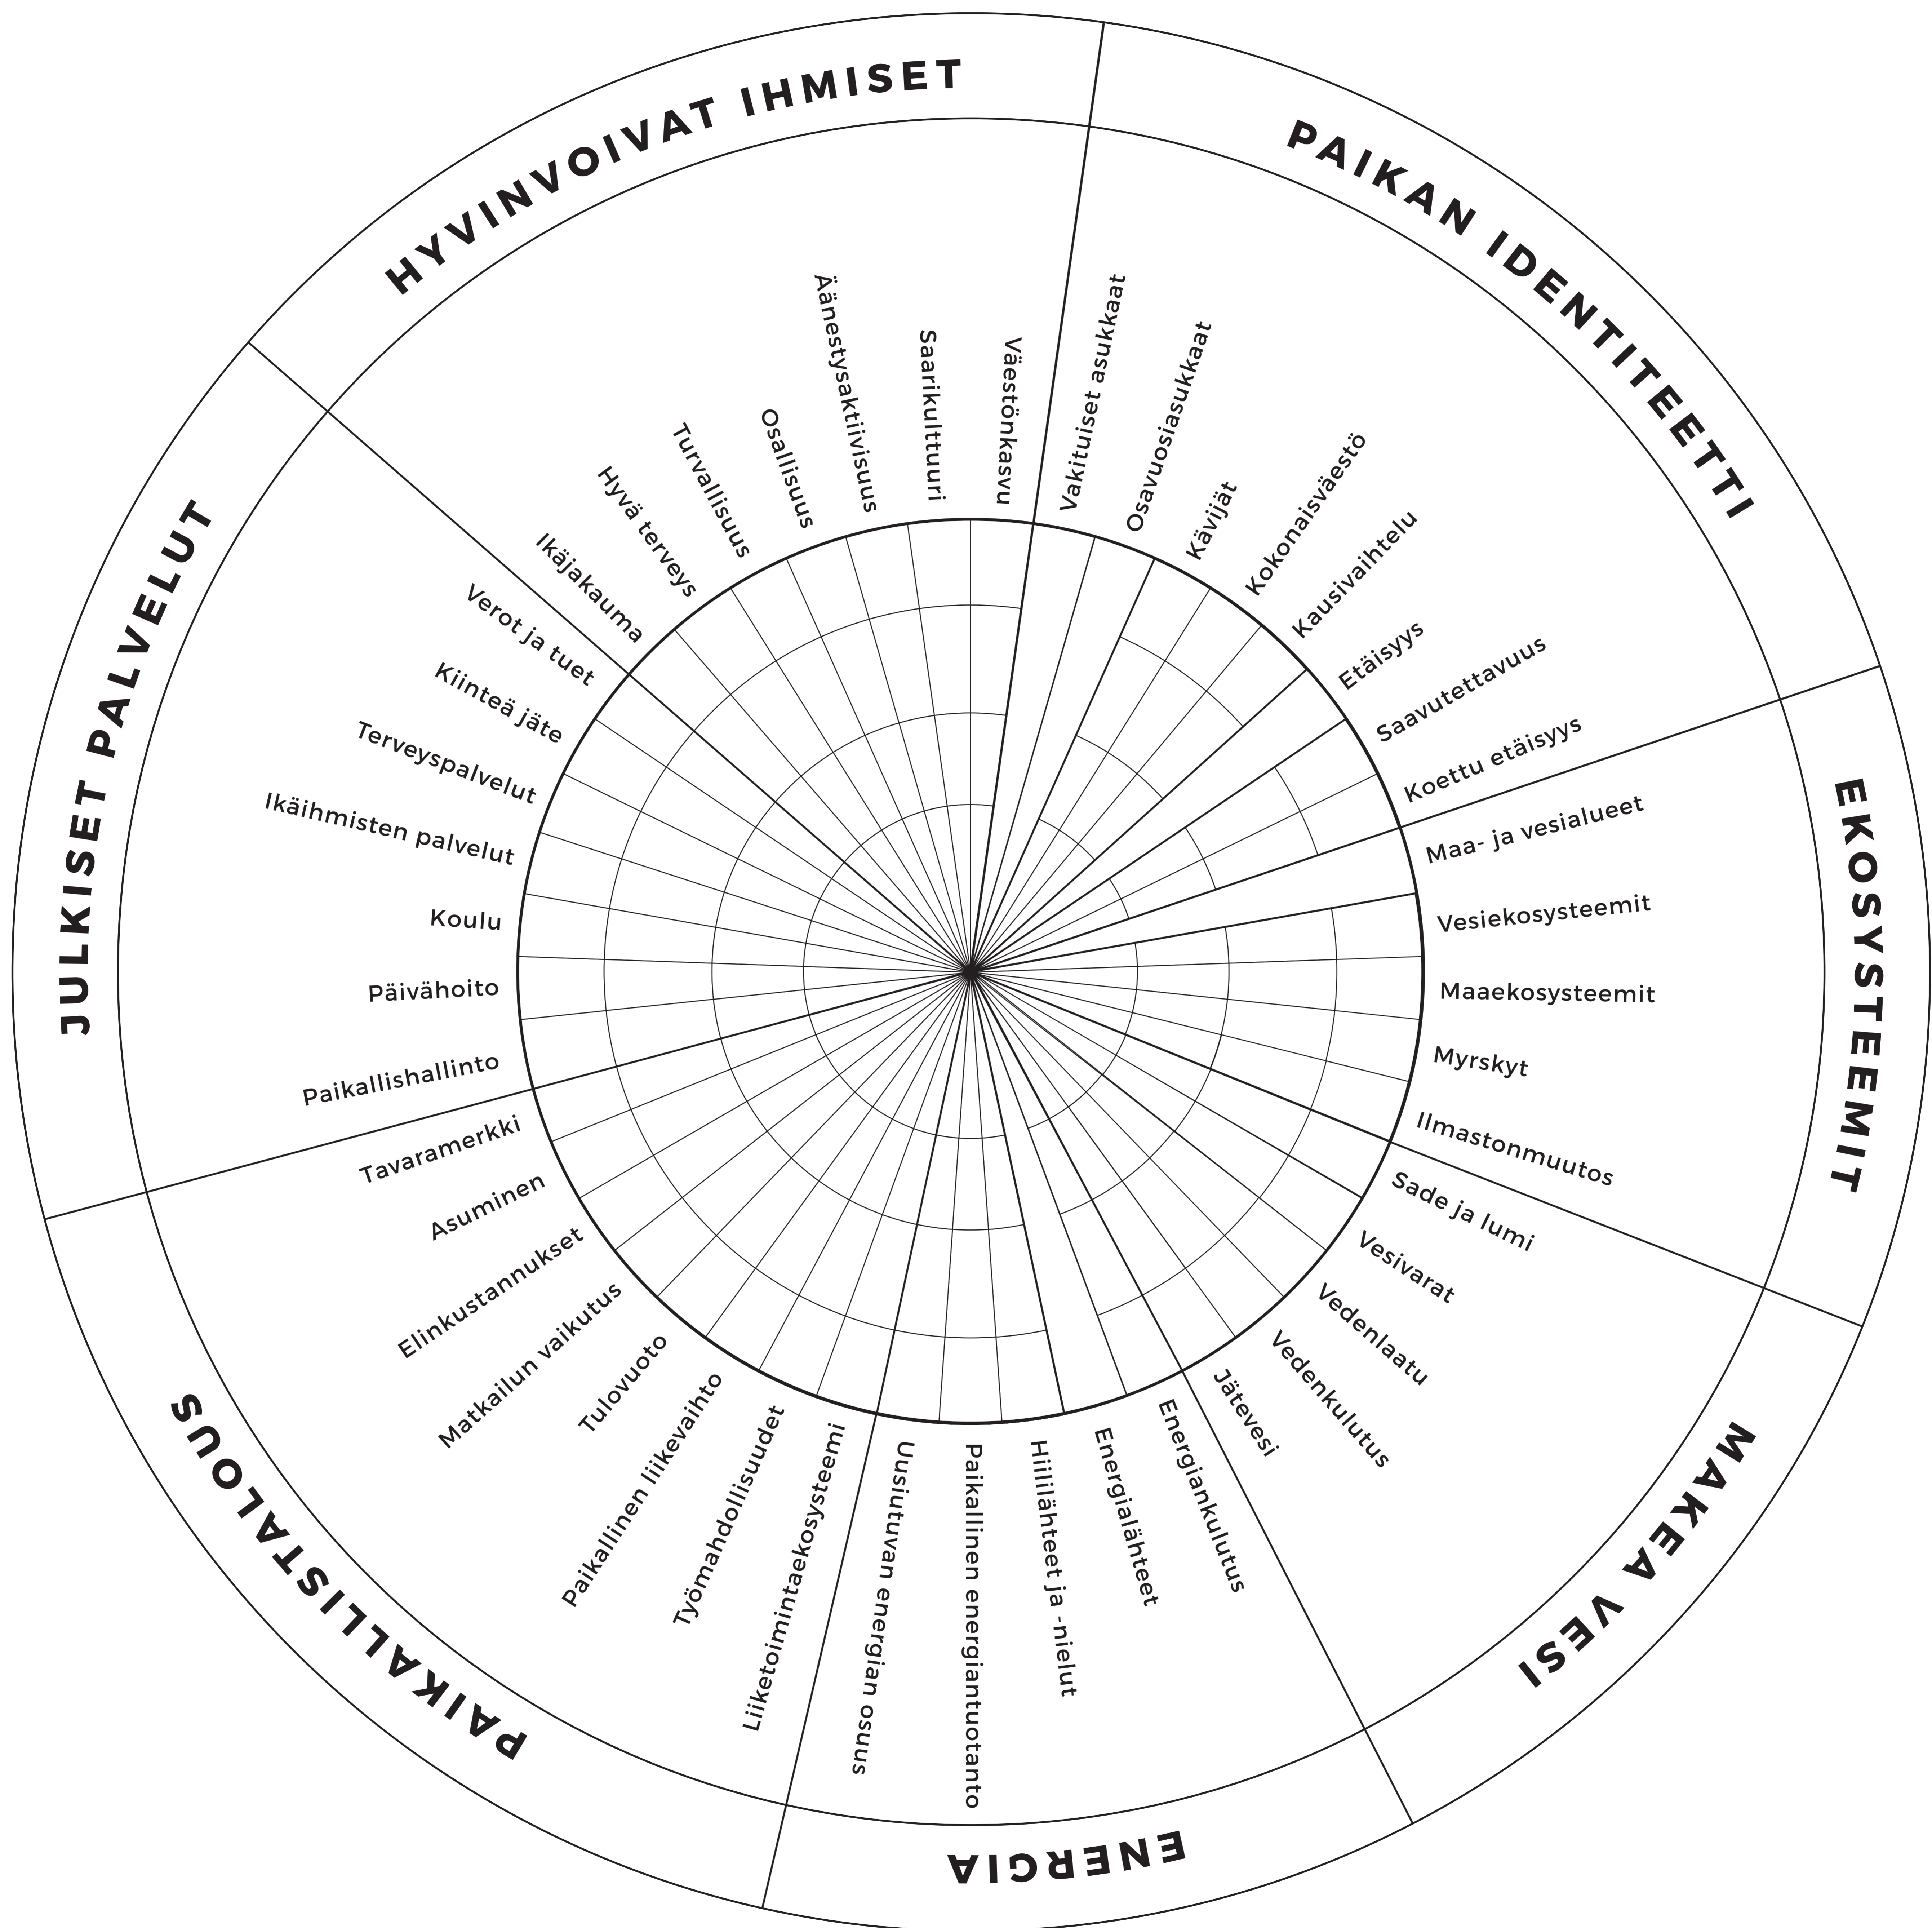 HYVINVOIVAT IHMISET
Ikäjakauma
Hyvä terveys
Turvallisuus
Osallisuus
Äänestysaktiivisuus
Saarikulttuuri
Väestönkasvu
PAIKAN IDENTITEETTI
Vakituiset asukkaat
Osavuosiasukkaat
Kävijät
Kokonaisväestö
Kausivaihtelu
Etäisyys
Saavutettavuus
Koettu etäisyys
EKOSYSTEEMIT
Maa- ja vesialueet
Vesiekosysteemit
Maaekosysteemit
Myrskyt
Ilmastonmuutos
MAKEA VESI
Sade ja lumi
Vesivarat
Vedenlaatu
Vedenkulutus
Jätevesi
ENERGIA
Energiankulutus
Energialähteet
Hiililähteet ja -nielut
Paikallinen energiantuotanto
Uusiutuvan energian osuus
PAIKALLISTALOUS
Liiketoimintaekosysteemi
Työmahdollisuudet
Paikallinen liikevaihto
Tulovuoto
Matkailun vaikutus
Elinkustannukset
Asuminen
Tavaramerkki
JULKISET PALVELUT
Paikallishallinto
Päivähoito
Koulu
Ikäihmisten palvelut
Terveyspalvelut
Kiinteä jäte
Verot ja tuet